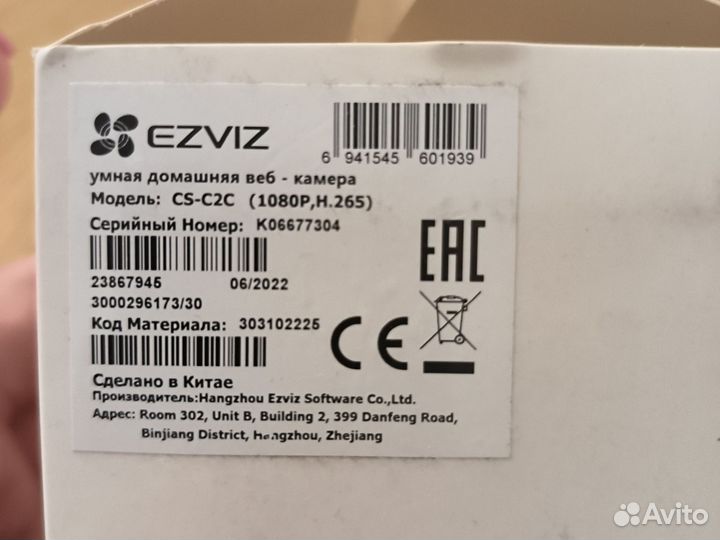 EZVIZ
6 941545 601939
умная домашняя веб - камера
Модель: CS-C2C (1080P,H.265)
Серийный Номер: K06677304
EAC
23867945 06/2022
3000296173/30
Код Материала: 303102225
CE
Сделано в Китае
Производитель:Hangzhou Ezviz Software Co.,Ltd.
Адрес: Room 302, Unit B, Building 2, 399 Danfeng Road,
Binjiang District, Hangzhou, Zhejiang
Avito